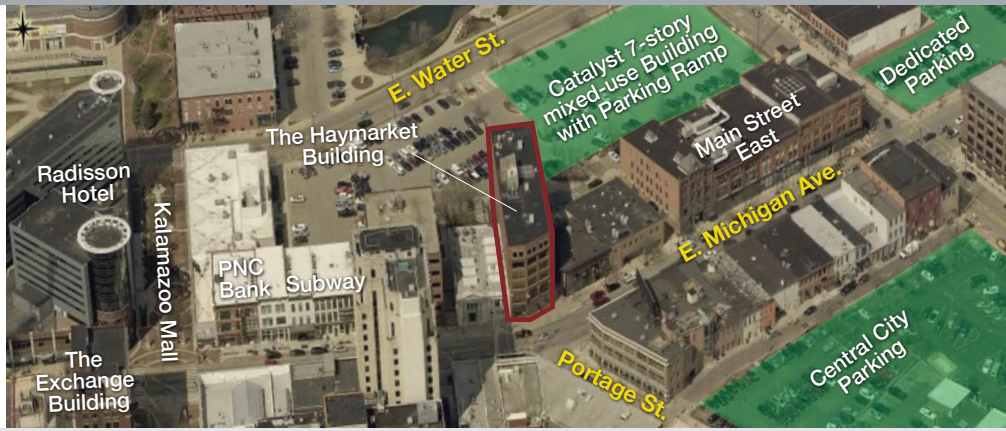 E. Water St.
Catalyst 7-story
mixed-use Building
with Parking Ramp
Dedicated
Parking
The Haymarket
Building
Main Street
East
Radisson
Hotel
E. Michigan Ave.
Kalamazoo Mall
PNC
Bank
Subway
The
Exchange
Building
Portage St.
Central City
Parking